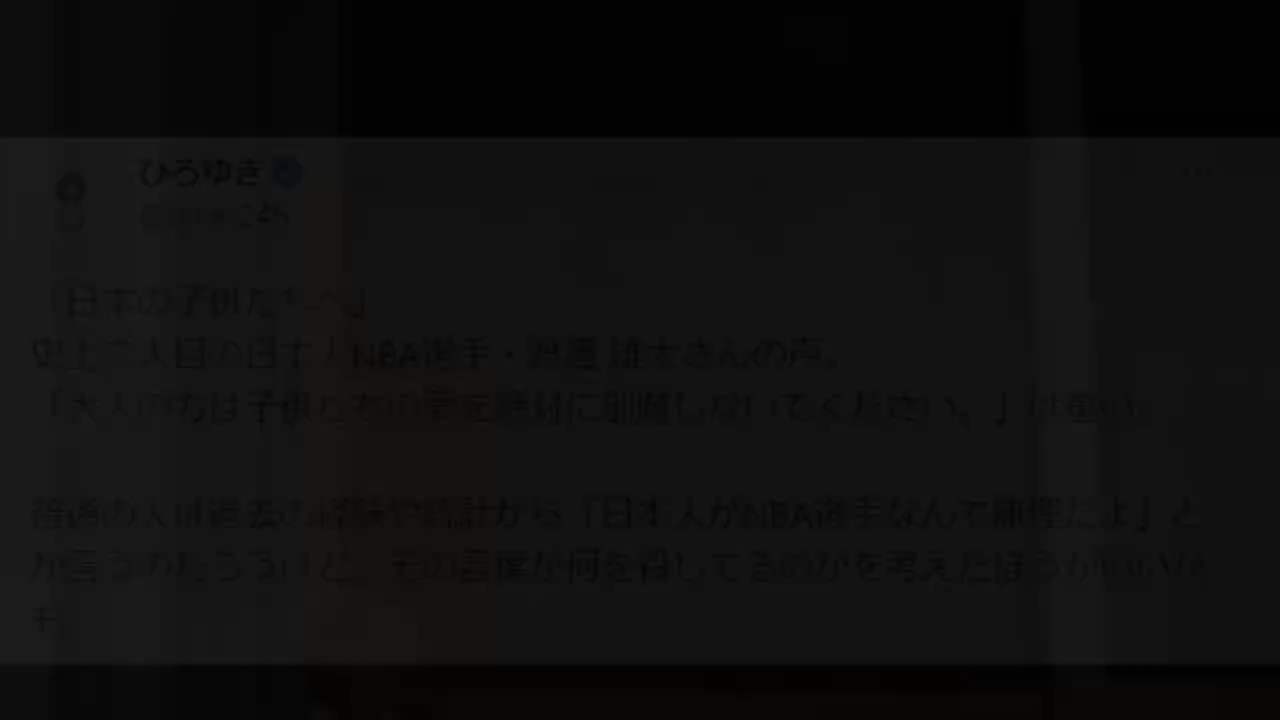 ひろゆき
「日本の子供たちへ」
史上二人目の日本人NBA選手・渡邊 雄太さんの声。
「大人の方は子供たちの夢を絶対に馬鹿しないでください。」は重い。
普通の人は過去の経験や統計から「日本人がNBA選手なんて無理だよ」と
か言うのだろうけど、その言葉が何を得してるのかを考えたほうがいいか